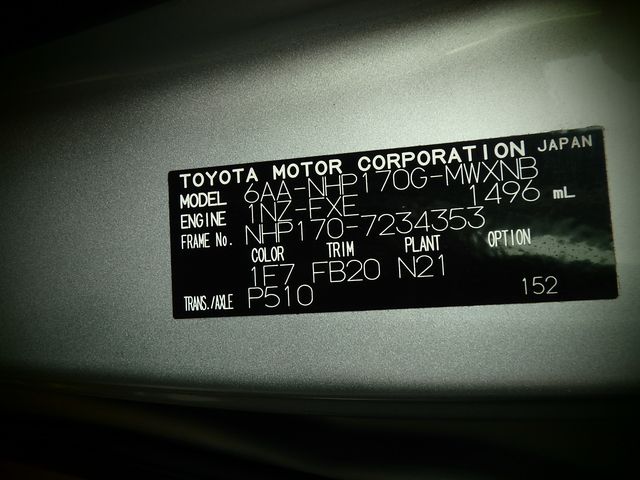 TOYOTA MOTOR CORPORATION JAPAN
MODEL 6AA-NHP170G-MWXNB
ENGINE 1NZ-FXE 1496 mL
FRAME No. NHP170-7234353
COLOR TRIM PLANT OPTION
1F7 FB20 N21
TRANS./AXLE P510 152